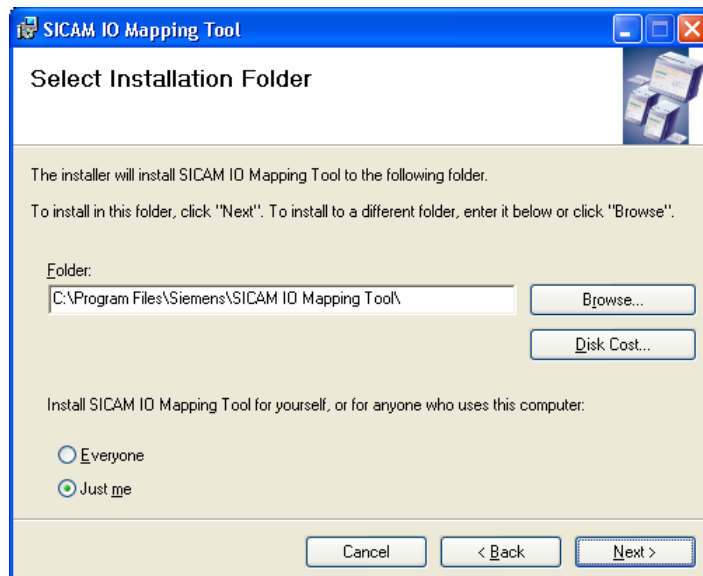 SICAM IO Mapping Tool
Select Installation Folder
The installer will install SICAM IO Mapping Tool to the following folder.
To install in this folder, click "Next". To install to a different folder, enter it below or click "Browse".
Folder:
C:\Program Files\Siemens\SICAM IO Mapping Tool\
Browse...
Disk Cost...
Install SICAM IO Mapping Tool for yourself, or for anyone who uses this computer:
Everyone
Just me
Cancel
< Back
Next >